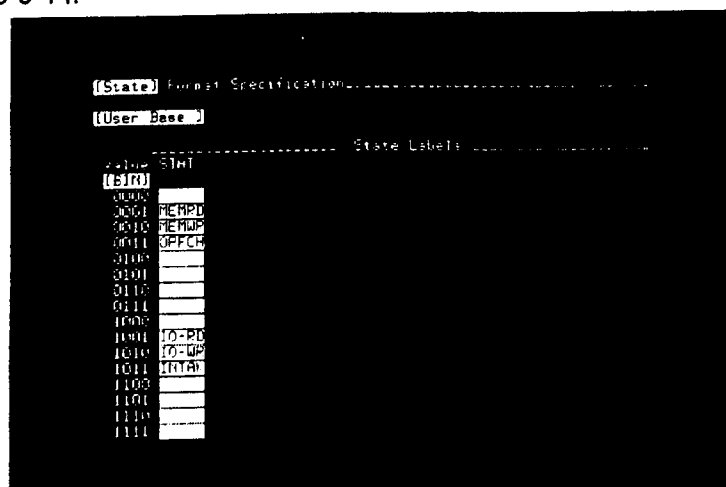 [State] Format Specification
[User Base ]
State Labels
Value STAT
[BIN]
0000
0001 MEMRD
0010 MEMWR
0011 OPFCH
0100
0101
0110
0111
1000
1001 IO-RD
1010 IO-WR
1011 INTAK
1100
1101
1110
1111